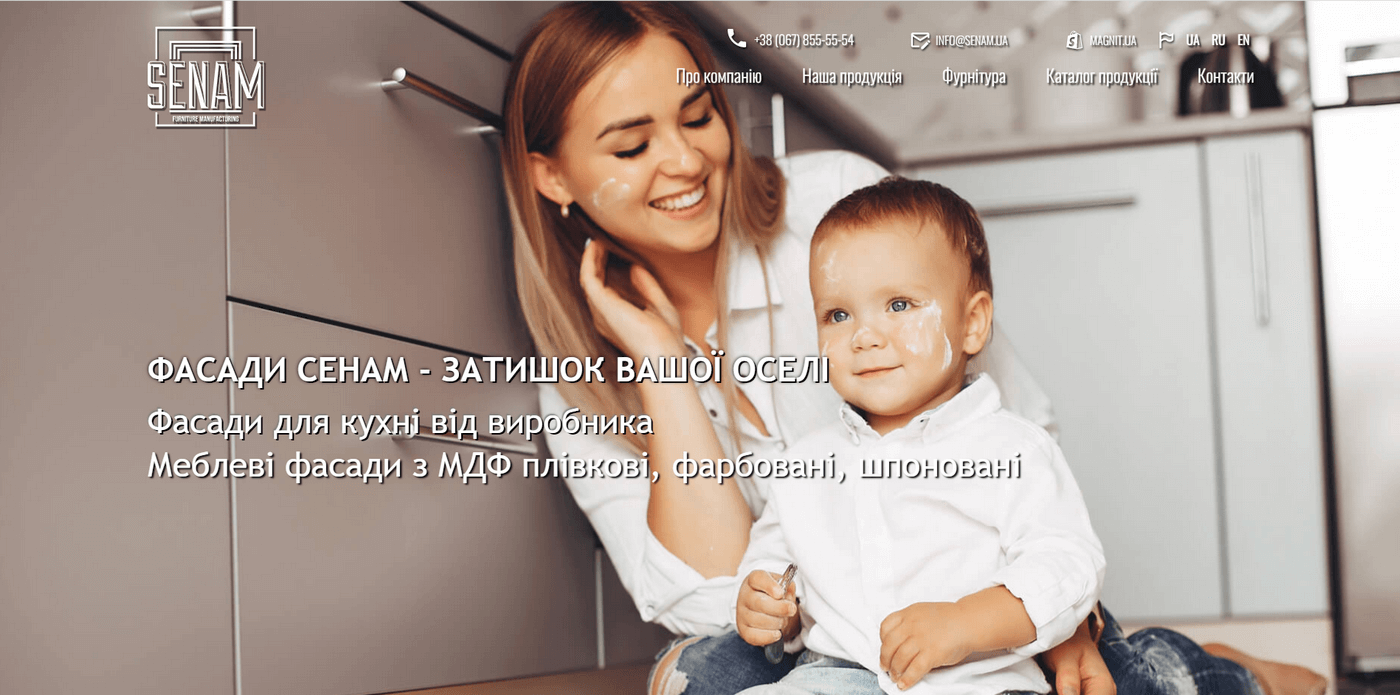 SENAM
FURNITURE MANUFACTURING
+38 (067) 855-55-54
INFO@SENAM.UA
MAGNIT.UA
UA RU EN
Про компанію Наша продукція Фурнітура Каталог продукції Контакти
ФАСАДИ СЕНАМ - ЗАТИШОК ВАШОЇ ОСЕЛІ
Фасади для кухні від виробника
Меблеві фасади з МДФ плівкові, фарбовані, шпоновані